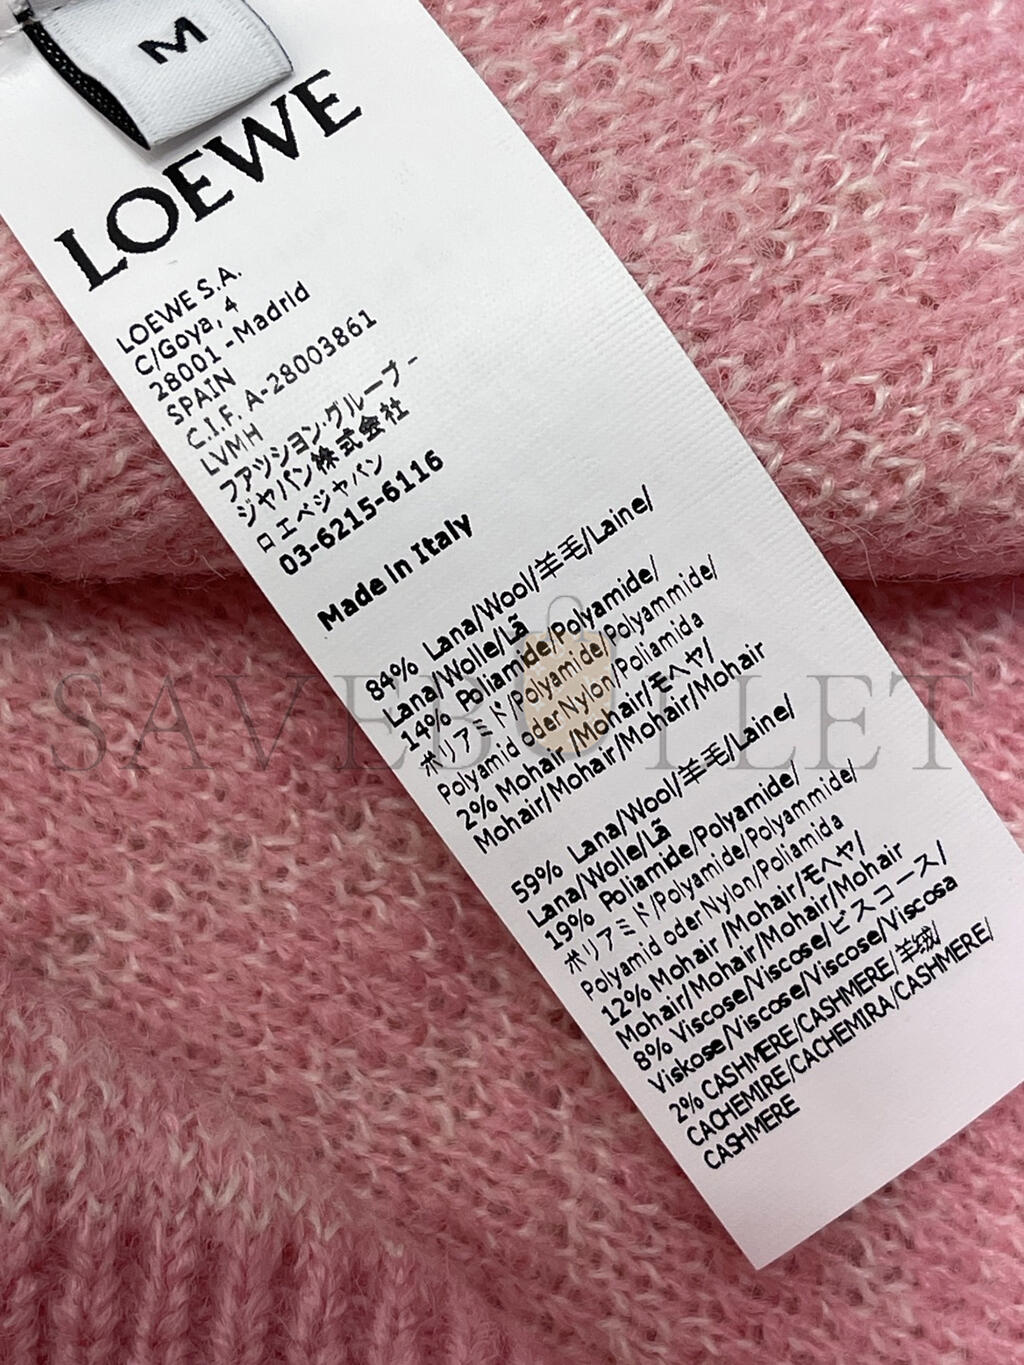 M
LOEWE
LOEWE S.A.
C/Goya, 4
28001 -Madrid
SPAIN
C.I.F. A-28003861
LVMH
ファッション・グループ -
ジャパン株式会社
ロエベジャパン
03-6215-6116
Made in Italy
84% Lana/Wool/羊毛/Laine/
Lana/Wolle/Lã
14% Poliamide/Polyamide/
ポリアミド/Polyamide/Polyammide/
Polyamid oder Nylon/Poliamida
2% Mohair /Mohair/モヘヤ/
Mohair/Mohair/Mohair/Mohair
59% Lana/Wool/羊毛/Laine/
Lana/Wolle/Lã
19% Poliamide/Polyamide/
ポリアミド/Polyamide/Polyammide/
Polyamid oder Nylon/Poliamida
12% Mohair /Mohair/モヘヤ/
Mohair/Mohair/Mohair/Mohair
8% Viscose/Viscose/ビスコース/
Viskose/Viscose/Viscose/Viscosa
2% CASHMERE/CASHMERE/羊绒/
CACHEMIRE/CACHEMIRA/CASHMERE/
CASHMERE
SAVEBULLET